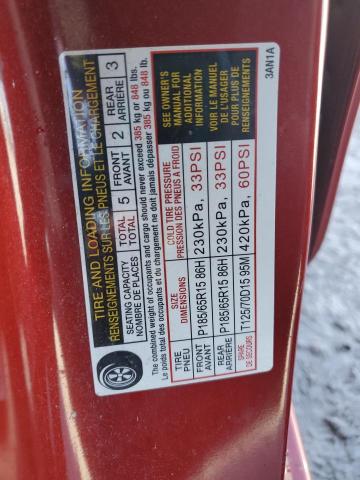 TIRE AND LOADING INFORMATION
RENSEIGNEMENTS SUR LES PNEUS ET LE CHARGEMENT
SEATING CAPACITY TOTAL 5 FRONT 2 REAR 3
NOMBRE DE PLACES TOTAL AVANT ARRIÈRE
The combined weight of occupants and cargo should never exceed 385 kg or 848 lbs.
Le poids total des occupants et du chargement ne doit jamais dépasser 385 kg ou 848 lb.
TIRE SIZE COLD TIRE PRESSURE
PNEU DIMENSIONS PRESSION DES PNEUS A FROID
FRONT P185/65R15 86H 230kPa, 33PSI
AVANT
REAR P185/65R15 86H 230kPa, 33PSI
ARRIÈRE
SPARE T125/70D15 95M 420kPa, 60PSI
DE SECOURS
SEE OWNER'S
MANUAL FOR
ADDITIONAL
INFORMATION
VOIR LE MANUEL
DE L'USAGER
POUR PLUS DE
RENSEIGNEMENTS
3AN1A